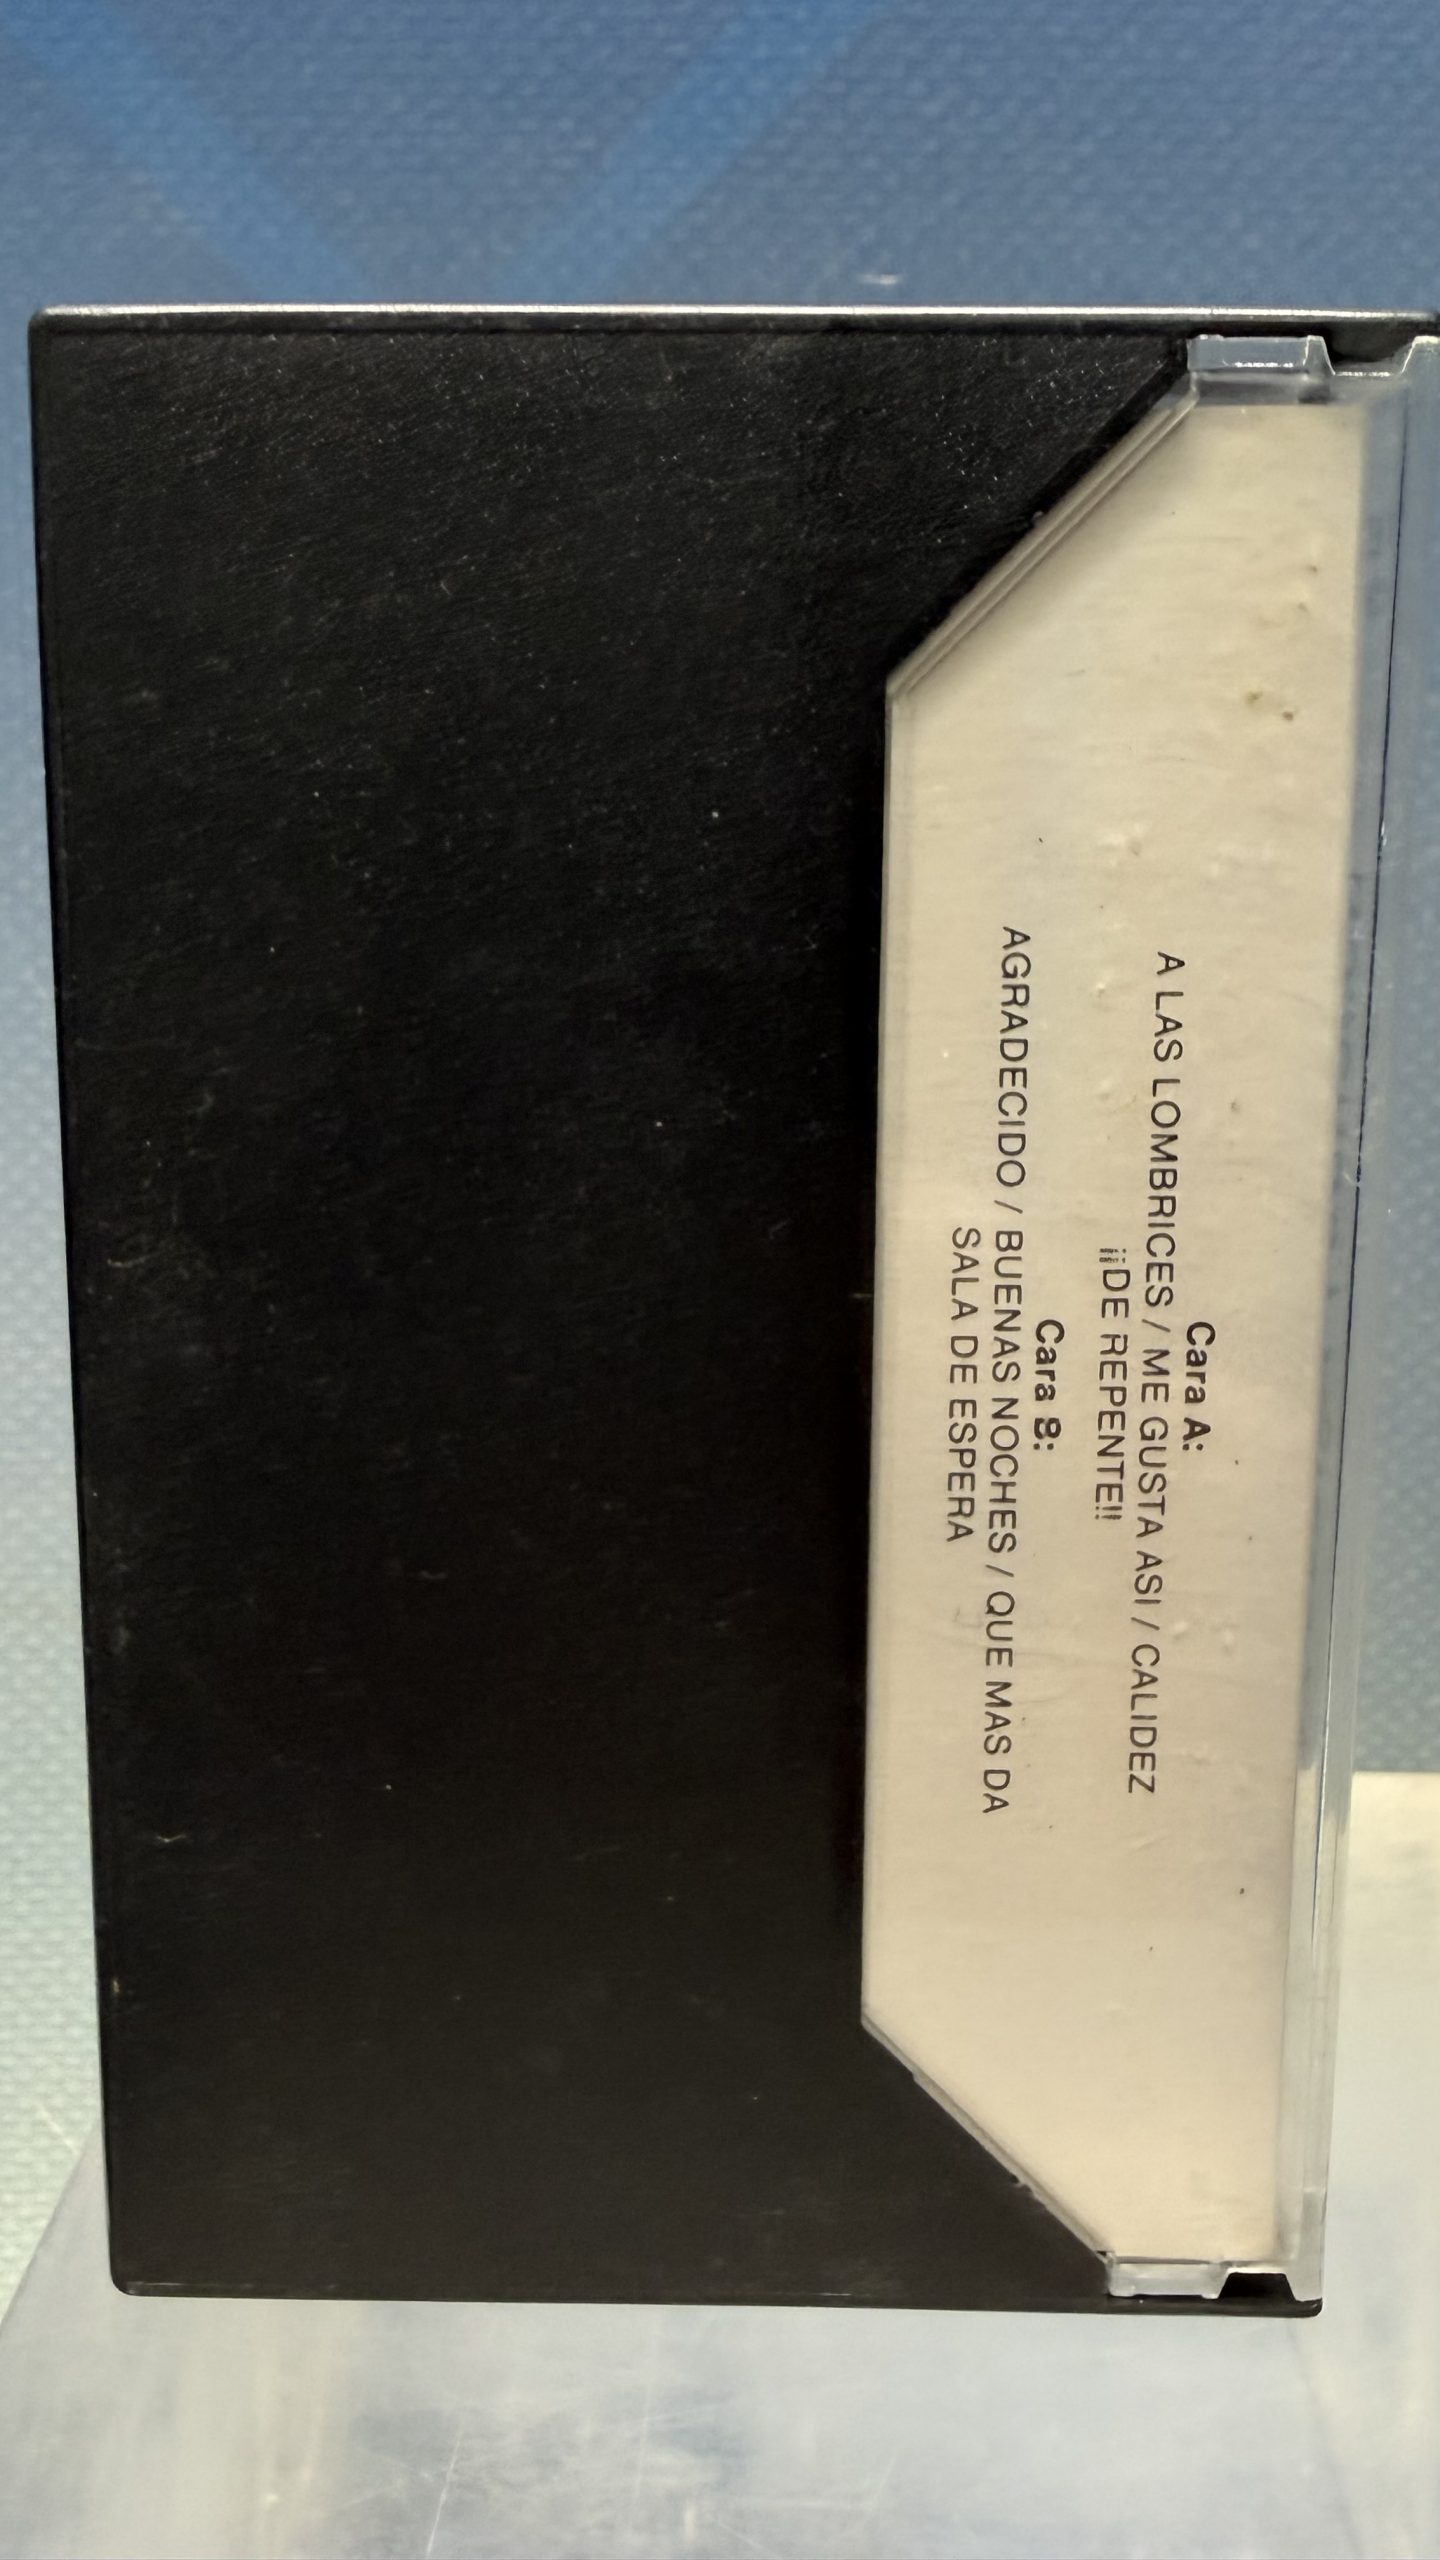 Cara A:
A LAS LOMBRICES / ME GUSTA ASI / CALIDEZ
¡¡DE REPENTE!!
Cara B:
AGRADECIDO / BUENAS NOCHES / QUE MAS DA
SALA DE ESPERA